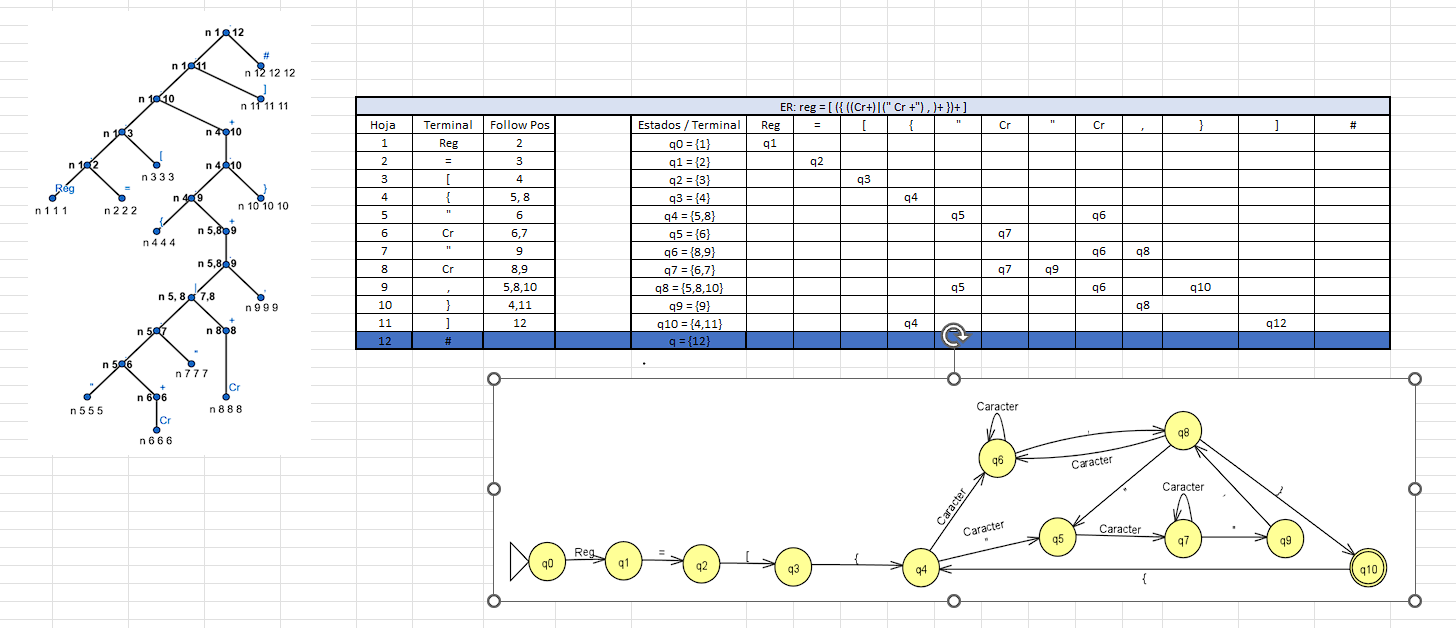 n 1 12
#
n 1 11
n 12 12 12
]
n 1 10
n 11 11 11
+
n 1 3
n 4 10
[
n 1 2
n 4 10
n 3 3 3
Reg
=
}
n 4 9
n 1 1 1
n 2 2 2
n 10 10 10
{
+
n 5,8 9
n 4 4 4
n 5,8 9
,
n 5, 8 | 7,8
n 9 9 9
+
n 5 7
n 8 8
"
n 5 6
n 7 7 7
"
+
Cr
n 6 6
n 5 5 5
n 8 8 8
Cr
n 6 6 6
ER: reg = [ ({ ((Cr+)|(" Cr +") , )+ })+ ]
Hoja Terminal Follow Pos Estados / Terminal Reg = [ { " Cr " Cr , } ] #
1 Reg 2 q0 = {1} q1
2 = 3 q1 = {2} q2
3 [ 4 q2 = {3} q3
4 { 5, 8 q3 = {4} q4
5 " 6 q4 = {5,8} q5 q6
6 Cr 6,7 q5 = {6} q7
7 " 9 q6 = {8,9} q6 q8
8 Cr 8,9 q7 = {6,7} q7 q9
9 , 5,8,10 q8 = {5,8,10} q5 q6 q10
10 } 4,11 q9 = {9} q8
11 ] 12 q10 = {4,11} q4 q12
12 # q = {12}
.
Caracter
q8
,
q6
Caracter
}
Caracter
"
Caracter
,
Caracter
"
Caracter
"
q5
q7
q9
Reg
=
[
{
q0
q1
q2
q3
q4
q10
{